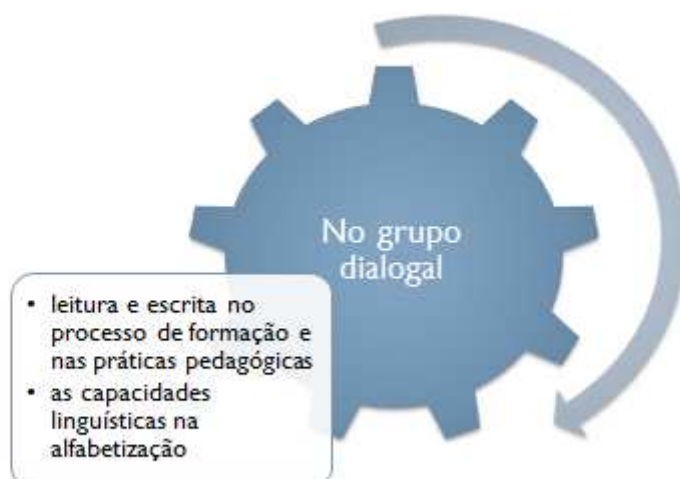 No grupo
dialogal
• leitura e escrita no
processo de formação e
nas práticas pedagógicas
• as capacidades
linguísticas na
alfabetização